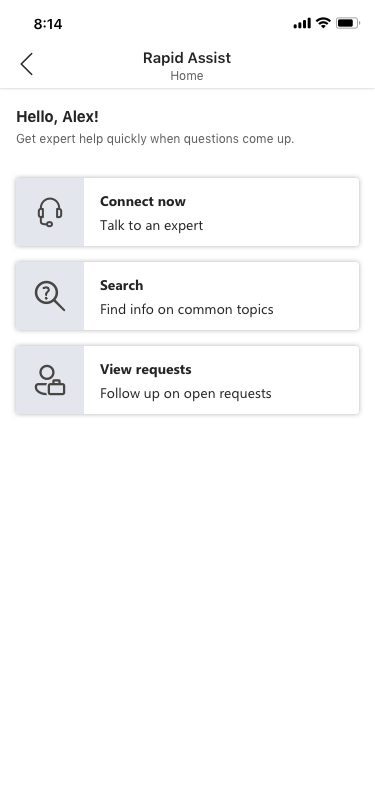 8:14
Rapid Assist
Home
Hello, Alex!
Get expert help quickly when questions come up.
Connect now
Talk to an expert
Search
Find info on common topics
View requests
Follow up on open requests